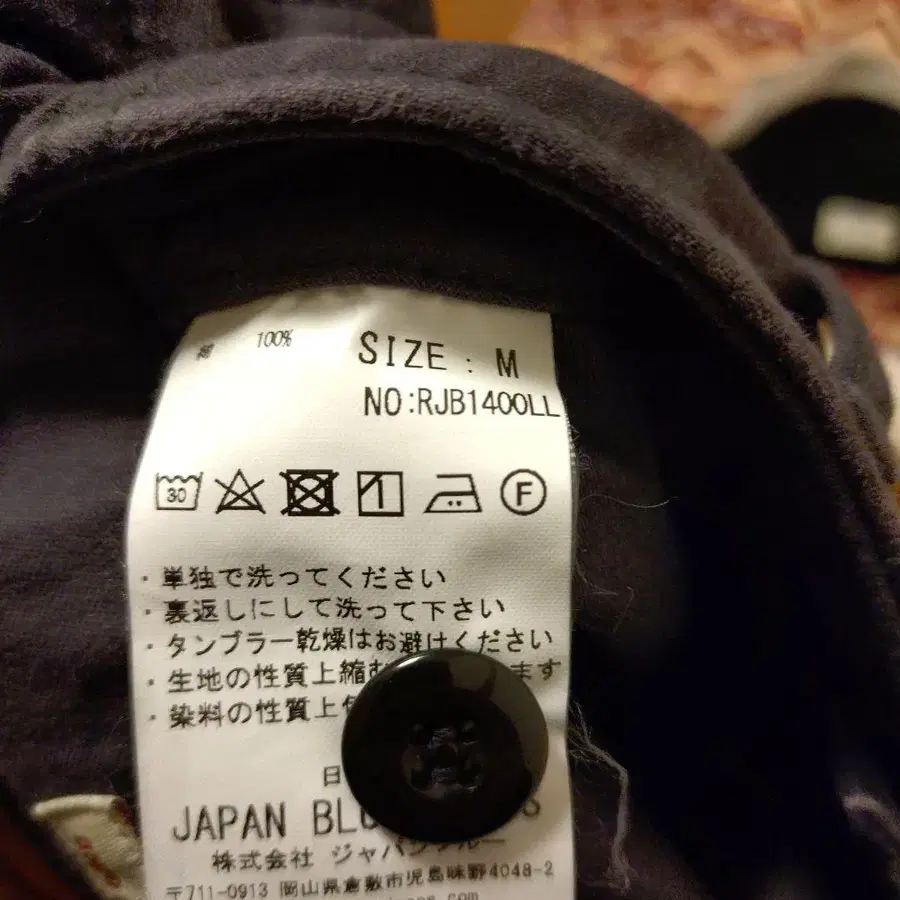 綿 100%
SIZE : M
NO:RJB1400LL
30
F
・単独で洗ってください
・裏返しにして洗って下さい
・タンブラー乾燥はお避けください
・生地の性質上縮 ます
・染料の性質上
日
JAPAN BL S
株式会社 ジャパンブルー
〒711-0913 岡山県倉敷市児島味野4048-2